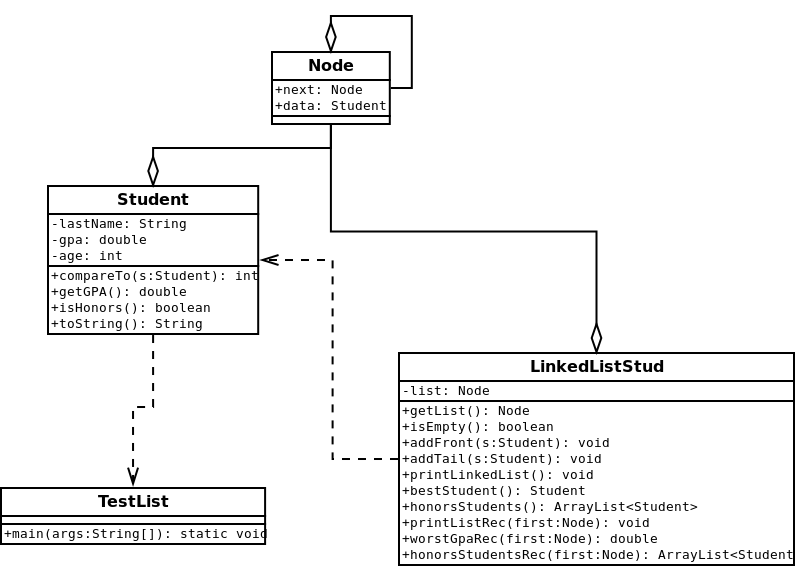 Node
+next: Node
+data: Student
Student
-lastName: String
-gpa: double
-age: int
+compareTo(s:Student): int
+getGPA(): double
+isHonors(): boolean
+toString(): String
LinkedListStud
-list: Node
+getList(): Node
+isEmpty(): boolean
+addFront(s:Student): void
+addTail(s:Student): void
+printLinkedList(): void
+bestStudent(): Student
+honorsStudents(): ArrayList<Student>
+printListRec(first:Node): void
+worstGpaRec(first:Node): double
+honorsStudentsRec(first:Node): ArrayList<Student
TestList
+main(args:String[]): static void